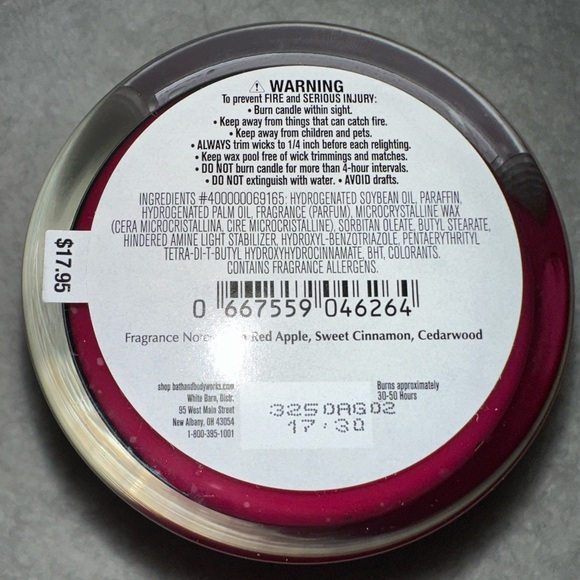 ⚠ WARNING
To prevent FIRE and SERIOUS INJURY:
• Burn candle within sight.
• Keep away from things that can catch fire.
• Keep away from children and pets.
• ALWAYS trim wicks to 1/4 inch before each relighting.
• Keep wax pool free of wick trimmings and matches.
• DO NOT burn candle for more than 4-hour intervals.
• DO NOT extinguish with water. • AVOID drafts.
INGREDIENTS #400000069165: HYDROGENATED SOYBEAN OIL, PARAFFIN,
HYDROGENATED PALM OIL, FRAGRANCE (PARFUM), MICROCRYSTALLINE WAX
(CERA MICROCRISTALLINA, CIRE MICROCRISTALLINE), SORBITAN OLEATE, BUTYL STEARATE,
HINDERED AMINE LIGHT STABILIZER, HYDROXYL-BENZOTRIAZOLE, PENTAERYTHRITYL
TETRA-DI-T-BUTYL HYDROXYHYDROCINNAMATE, BHT, COLORANTS.
CONTAINS FRAGRANCE ALLERGENS.
$17.95
0 667559 046264
Fragrance Red Apple, Sweet Cinnamon, Cedarwood
shop bathandbodyworks.com
White Barn, Distr.
95 West Main Street
New Albany, OH 43054
1-800-395-1001
3250AG02
17:30
Burns approximately
30-50 Hours